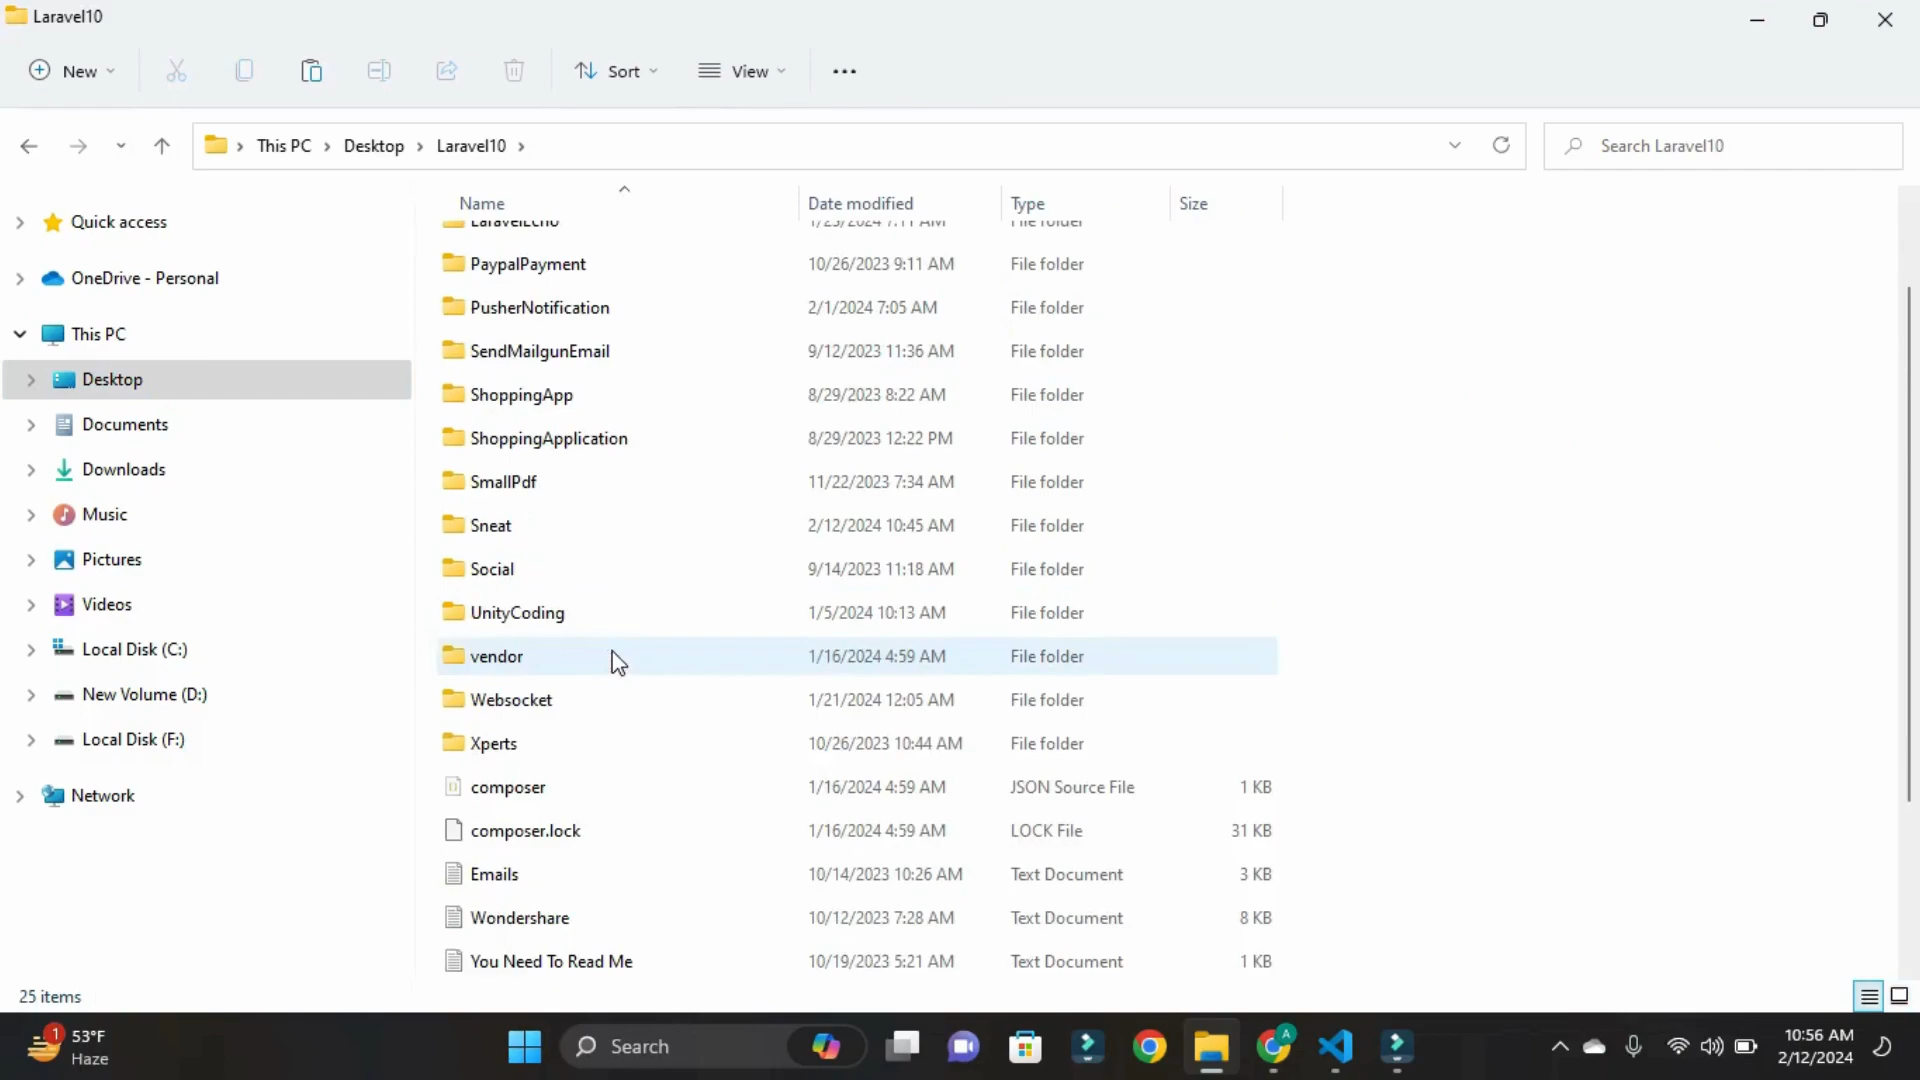 Laravel10
New
Sort
View
This PC
Desktop
Laravel10
Search Laravel10
Name
Date modified
Type
Size
Quick access
OneDrive - Personal
This PC
Desktop
Documents
Downloads
Music
Pictures
Videos
Local Disk (C:)
New Volume (D:)
Local Disk (F:)
Network
LaravelEcho 1/25/2024 7:11 AM File folder
PaypalPayment 10/26/2023 9:11 AM File folder
PusherNotification 2/1/2024 7:05 AM File folder
SendMailgunEmail 9/12/2023 11:36 AM File folder
ShoppingApp 8/29/2023 8:22 AM File folder
ShoppingApplication 8/29/2023 12:22 PM File folder
SmallPdf 11/22/2023 7:34 AM File folder
Sneat 2/12/2024 10:45 AM File folder
Social 9/14/2023 11:18 AM File folder
UnityCoding 1/5/2024 10:13 AM File folder
vendor 1/16/2024 4:59 AM File folder
Websocket 1/21/2024 12:05 AM File folder
Xperts 10/26/2023 10:44 AM File folder
composer 1/16/2024 4:59 AM JSON Source File 1 KB
composer.lock 1/16/2024 4:59 AM LOCK File 31 KB
Emails 10/14/2023 10:26 AM Text Document 3 KB
Wondershare 10/12/2023 7:28 AM Text Document 8 KB
You Need To Read Me 10/19/2023 5:21 AM Text Document 1 KB
25 items
1
53°F
Haze
Search
A
10:56 AM
2/12/2024